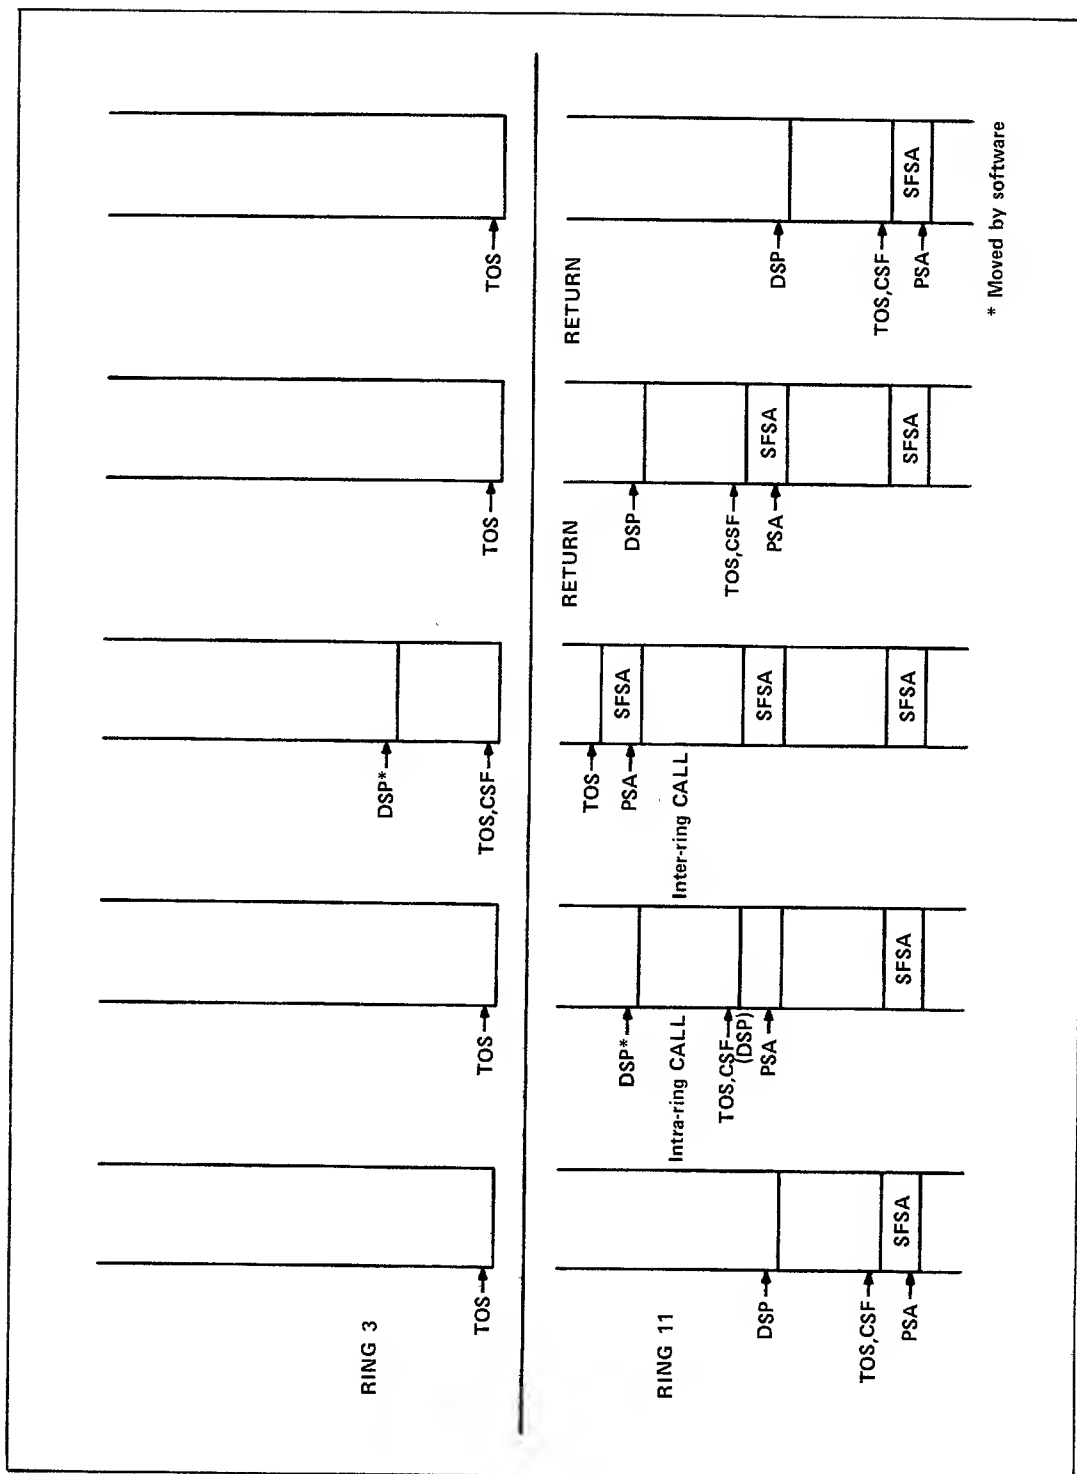 RING 3
TOS
TOS
DSP*
TOS,CSF
TOS
TOS
RING 11
DSP
TOS,CSF
SFSA
PSA
Intra-ring CALL
DSP*
TOS,CSF
(DSP)
PSA
SFSA
Inter-ring CALL
TOS
SFSA
PSA
SFSA
SFSA
RETURN
DSP
TOS,CSF
SFSA
PSA
SFSA
RETURN
DSP
TOS,CSF
SFSA
PSA
* Moved by software